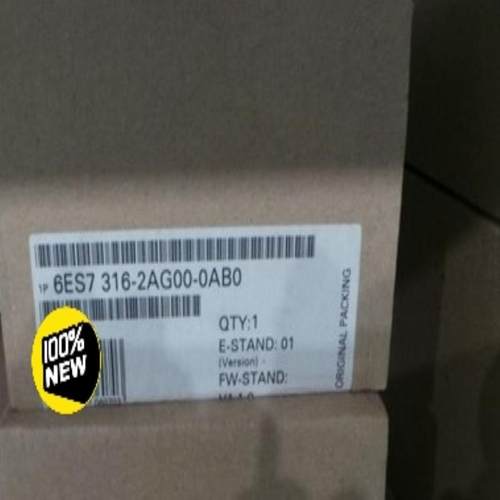 1P 6ES7 316-2AG00-0AB0
QTY:1
E-STAND: 01
(Version) -
FW-STAND:
ORIGINAL PACKING
100%
NEW